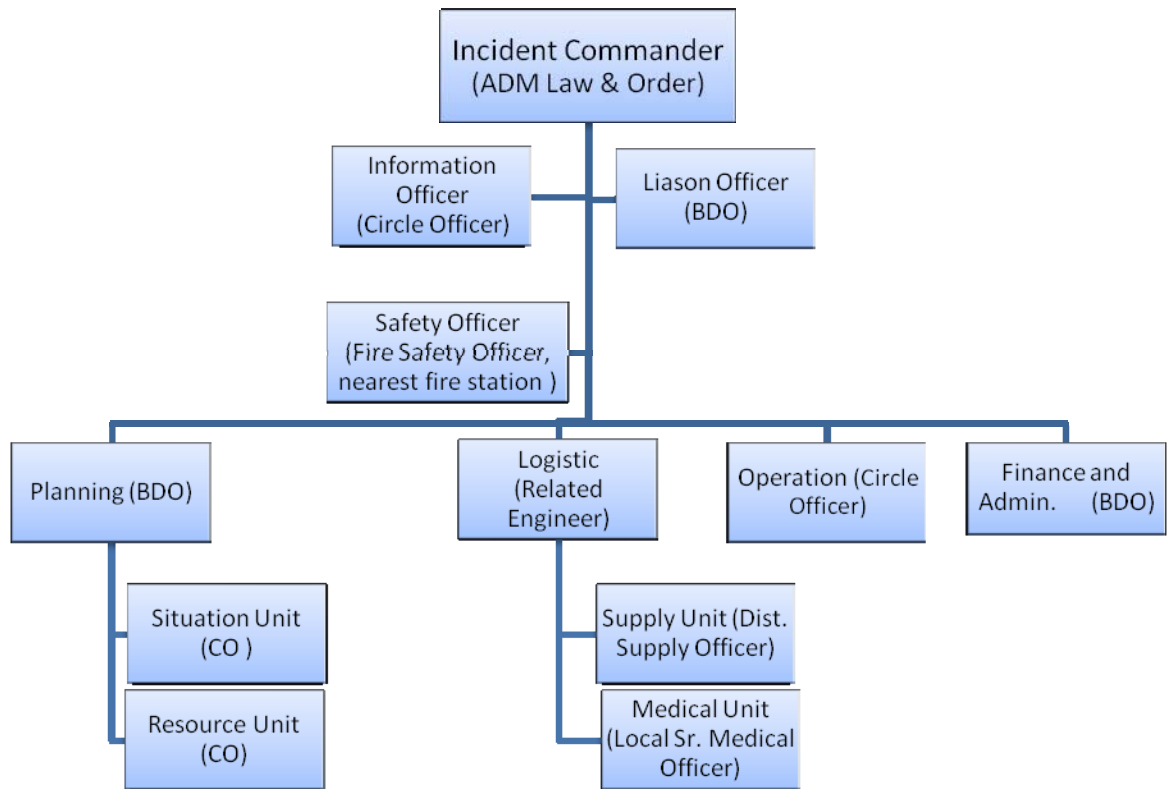 Incident Commander
(ADM Law & Order)
Information
Officer
(Circle Officer)
Liason Officer
(BDO)
Safety Officer
(Fire Safety Officer,
nearest fire station )
Planning (BDO)
Logistic
(Related
Engineer)
Operation (Circle
Officer)
Finance and
Admin. (BDO)
Situation Unit
(CO )
Resource Unit
(CO)
Supply Unit (Dist.
Supply Officer)
Medical Unit
(Local Sr. Medical
Officer)